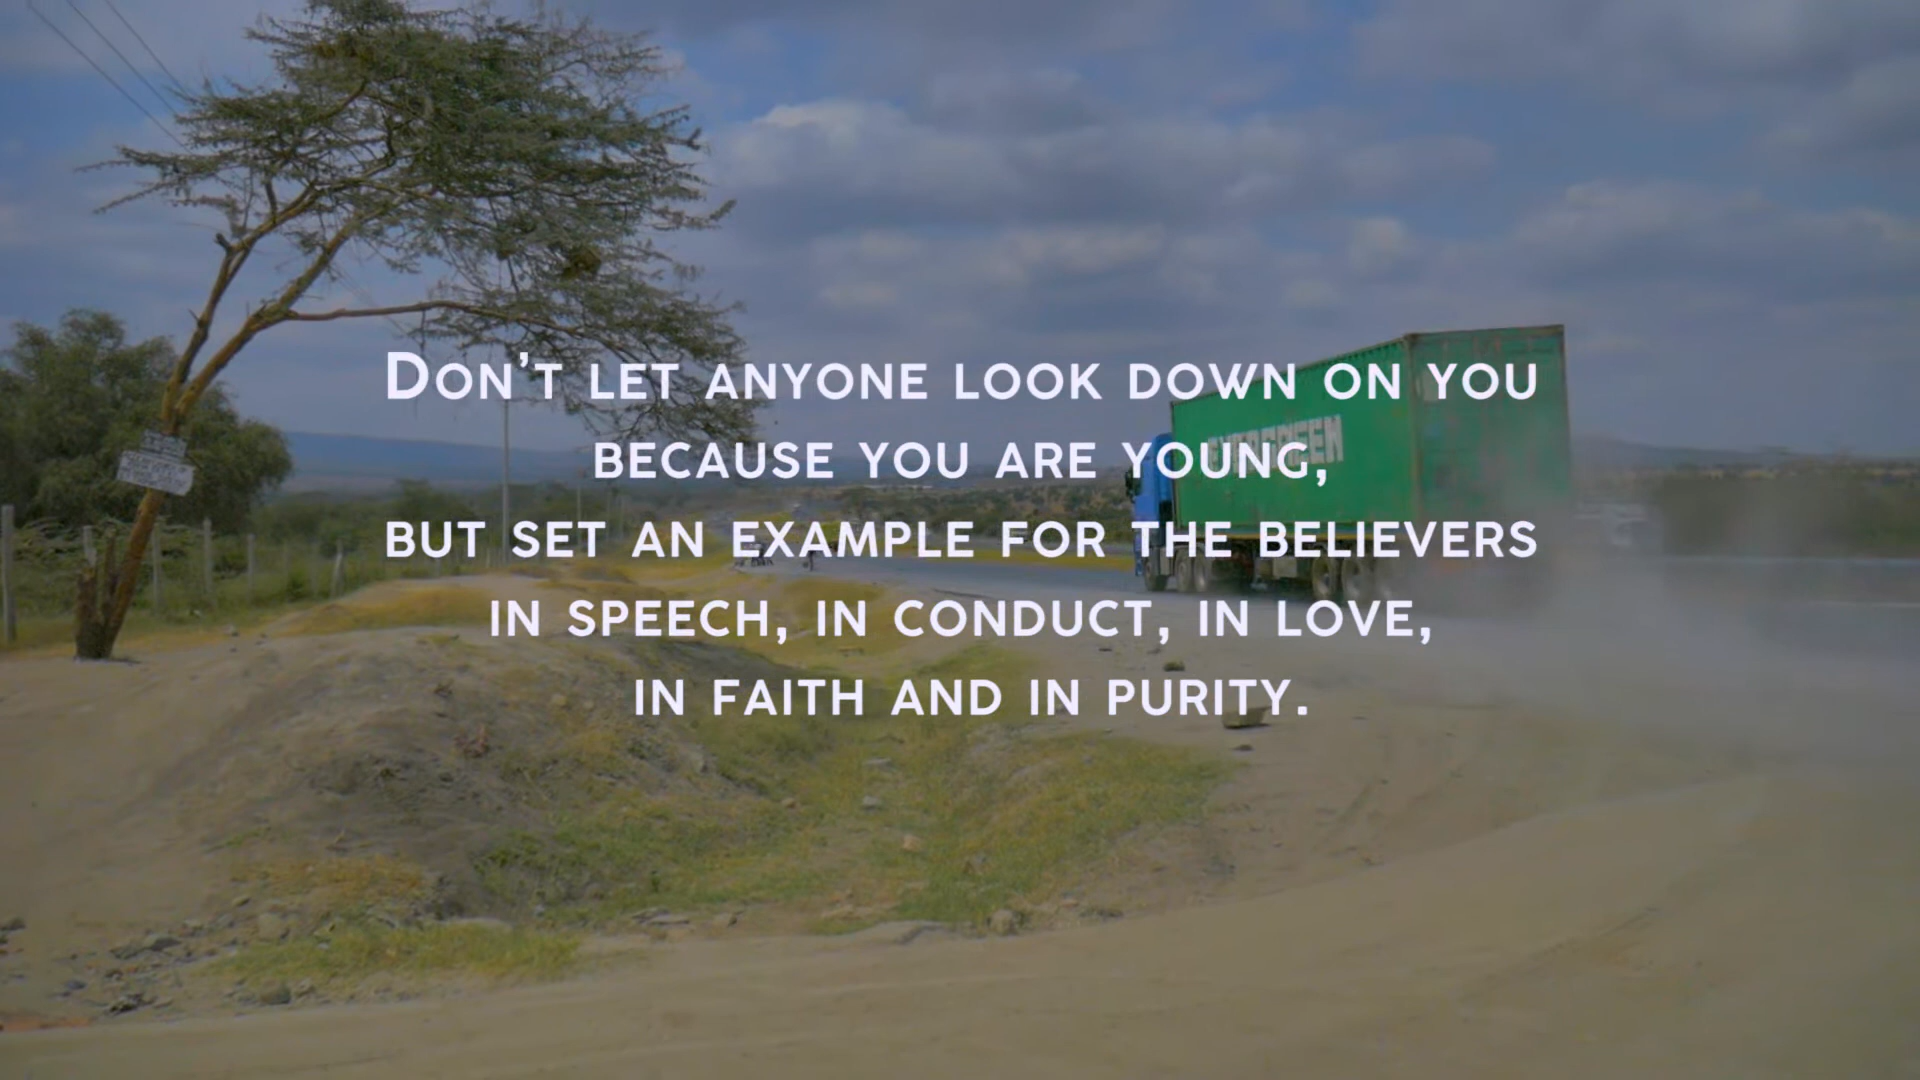 Don't let anyone look down on you
because you are young,
but set an example for the believers
in speech, in conduct, in love,
in faith and in purity.
EVERGREEN